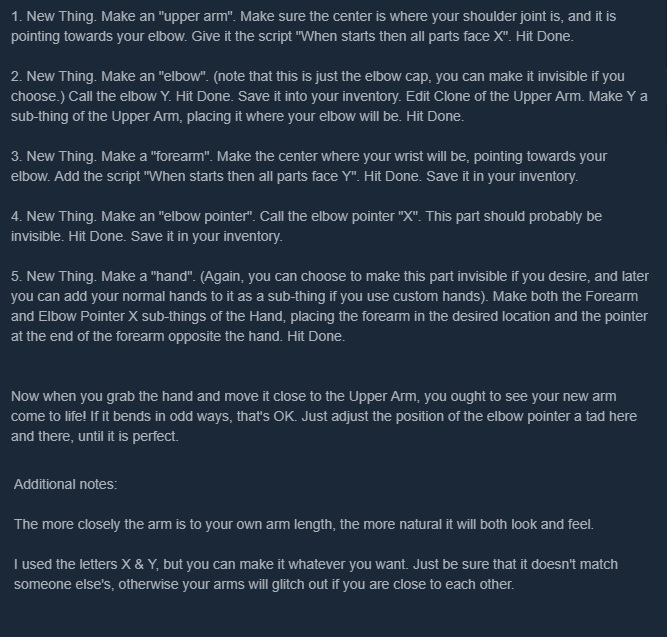 1. New Thing. Make an "upper arm". Make sure the center is where your shoulder joint is, and it is
pointing towards your elbow. Give it the script "When starts then all parts face X". Hit Done.
2. New Thing. Make an "elbow". (note that this is just the elbow cap, you can make it invisible if you
choose.) Call the elbow Y. Hit Done. Save it into your inventory. Edit Clone of the Upper Arm. Make Y a
sub-thing of the Upper Arm, placing it where your elbow will be. Hit Done.
3. New Thing. Make a "forearm". Make the center where your wrist will be, pointing towards your
elbow. Add the script "When starts then all parts face Y". Hit Done. Save it in your inventory.
4. New Thing. Make an "elbow pointer". Call the elbow pointer "X". This part should probably be
invisible. Hit Done. Save it in your inventory.
5. New Thing. Make a "hand". (Again, you can choose to make this part invisible if you desire, and later
you can add your normal hands to it as a sub-thing if you use custom hands). Make both the Forearm
and Elbow Pointer X sub-things of the Hand, placing the forearm in the desired location and the pointer
at the end of the forearm opposite the hand. Hit Done.
Now when you grab the hand and move it close to the Upper Arm, you ought to see your new arm
come to life! If it bends in odd ways, that's OK. Just adjust the position of the elbow pointer a tad here
and there, until it is perfect.
Additional notes:
The more closely the arm is to your own arm length, the more natural it will both look and feel.
I used the letters X & Y, but you can make it whatever you want. Just be sure that it doesn't match
someone else's, otherwise your arms will glitch out if you are close to each other.